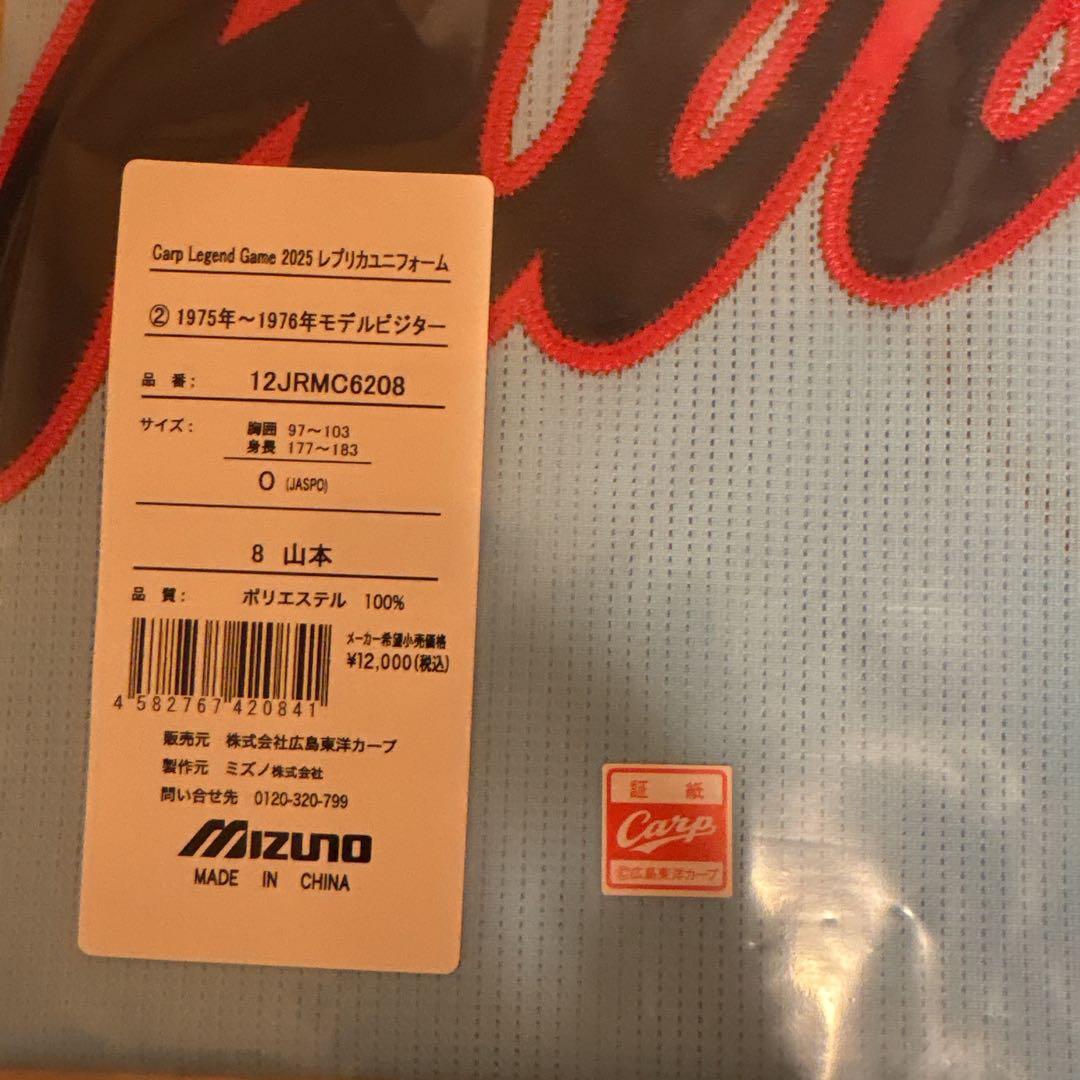 Carp Legend Game 2025 レプリカユニフォーム
② 1975年～1976年モデルビジター
品 番: 12JRMC6208
サイズ: 胸囲 97～103
身長 177～183
O (JASPO)
8 山本
品 質: ポリエステル 100%
メーカー希望小売価格
¥12,000(税込)
4 582767 420841
販売元 株式会社広島東洋カープ
製作元 ミズノ株式会社
問い合せ先 0120-320-799
MIZUNO
MADE IN CHINA
証 紙
Carp
©広島東洋カープ